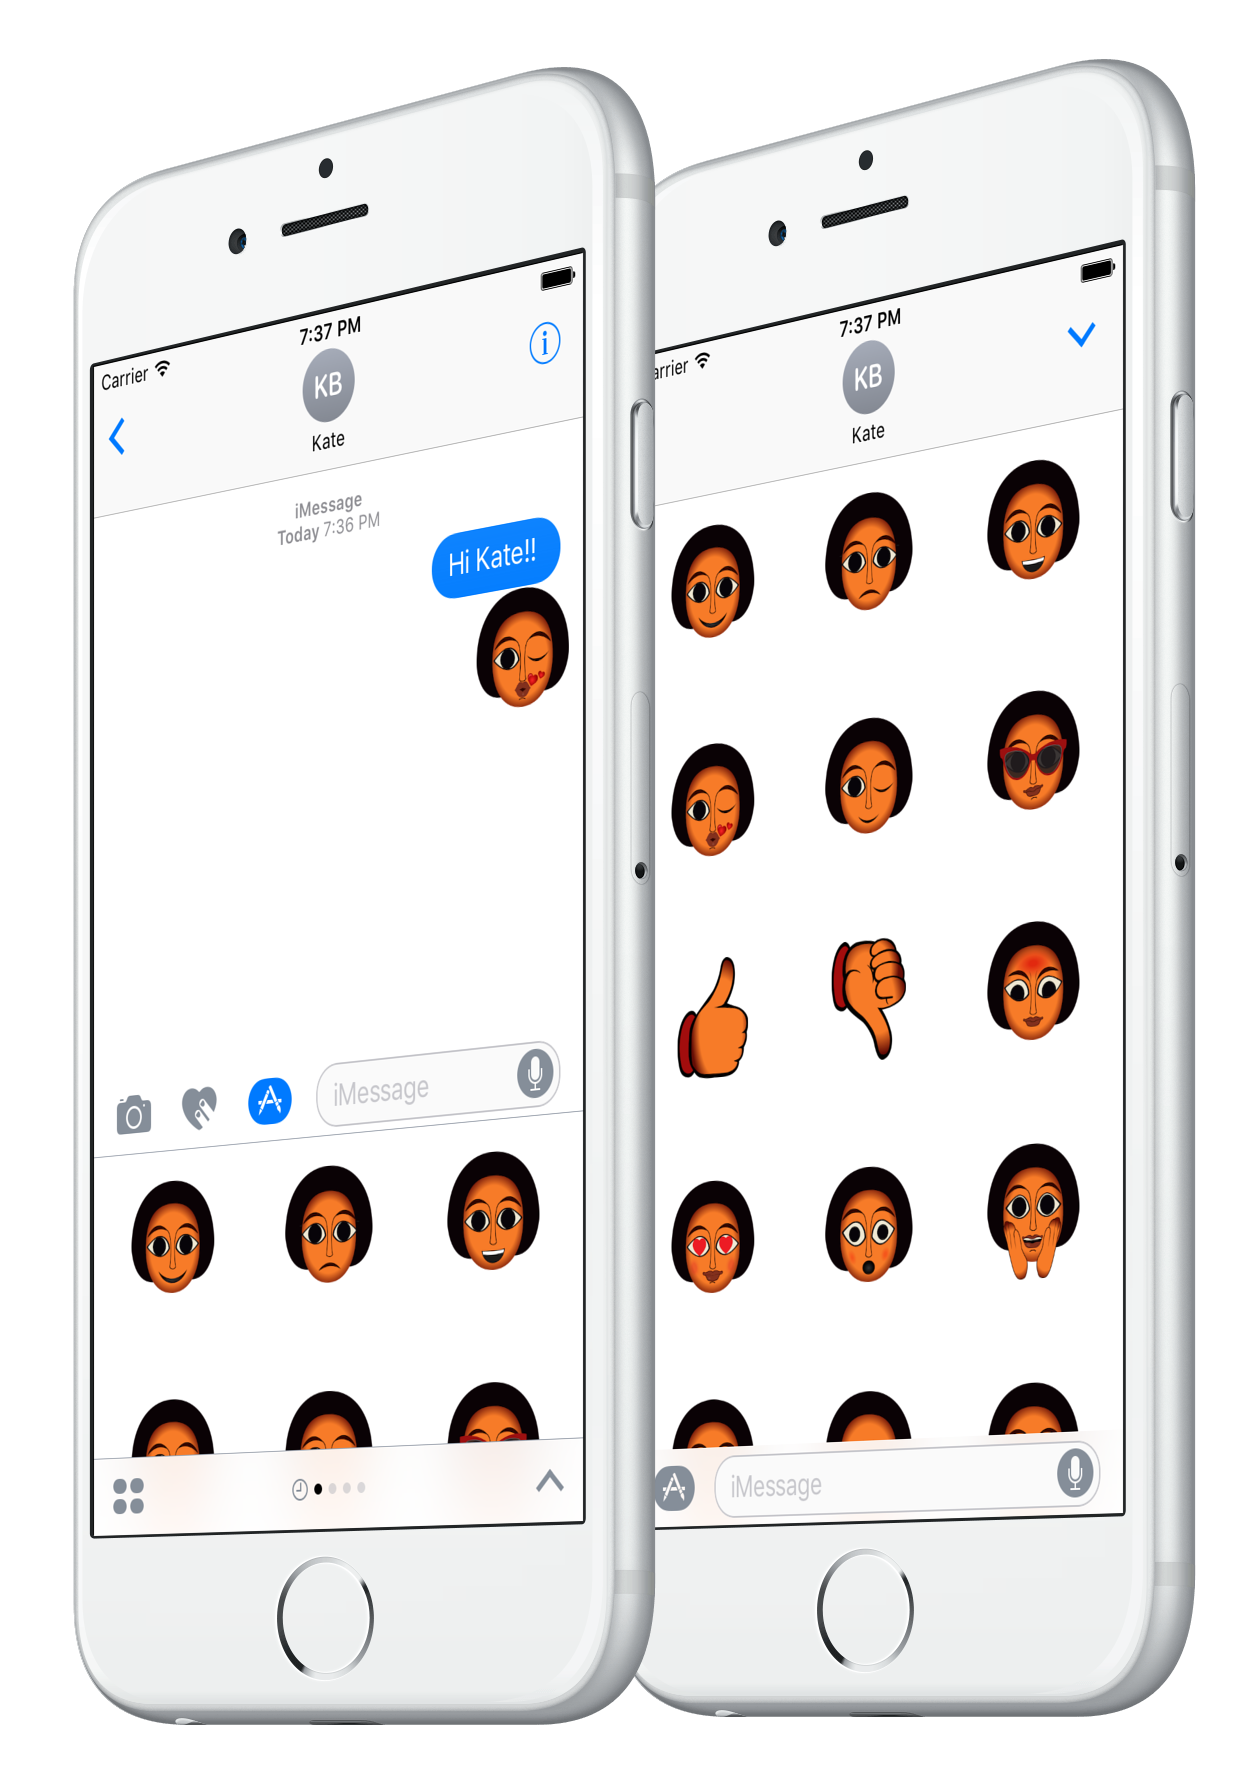 7:37 PM
Carrier
KB
Kate
iMessage
Today 7:36 PM
Hi Kate!!
iMessage
7:37 PM
arrier
KB
Kate
iMessage